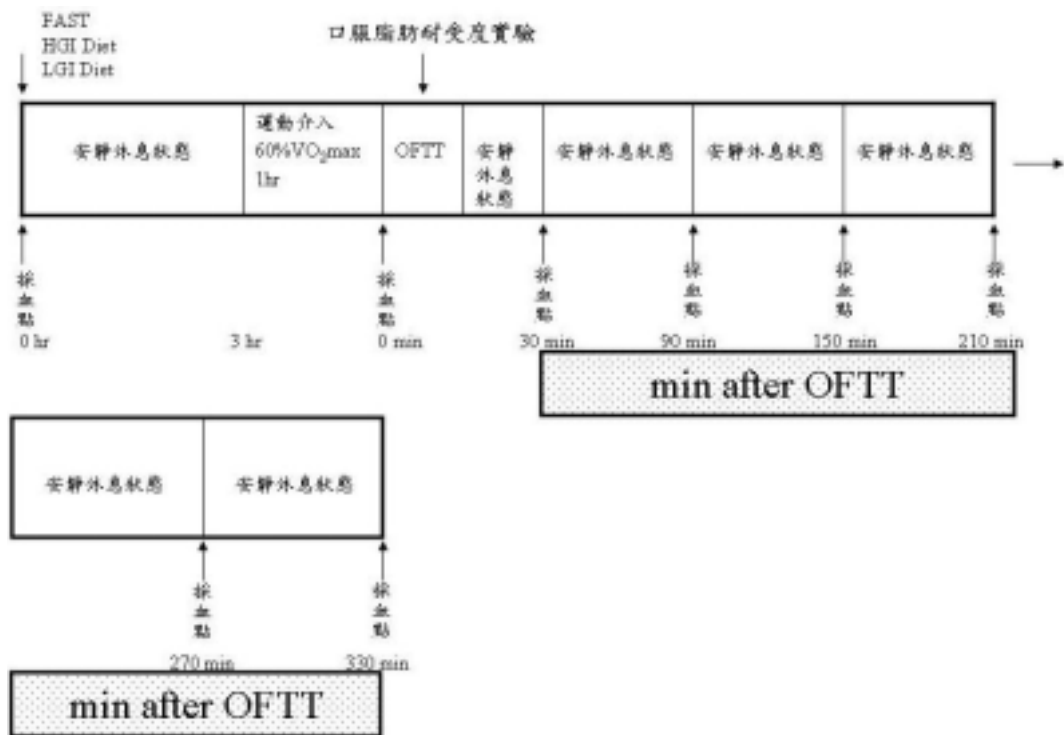 FAST
HGI Diet
LGI Diet
口服脂肪耐受度實驗
安靜休息狀態
運動介入
60%VO₂max
1hr
OFTT
安靜
休息
狀態
安靜休息狀態
安靜休息狀態
安靜休息狀態
採血點
採血點
採血點
採血點
採血點
採血點
0 hr
3 hr
0 min
30 min
90 min
150 min
210 min
min after OFTT
安靜休息狀態
安靜休息狀態
採血點
採血點
270 min
330 min
min after OFTT